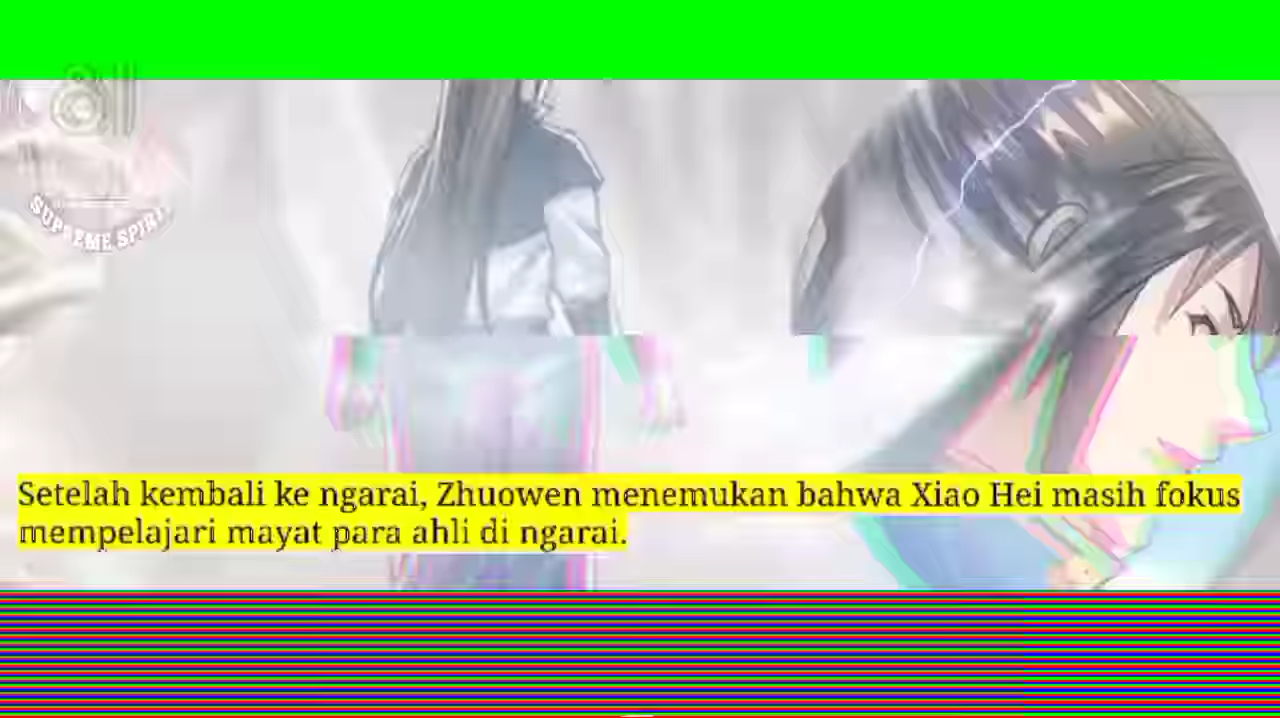 all
SUPREME SPIRIT
Setelah kembali ke ngarai, Zhuowen menemukan bahwa Xiao Hei masih fokus
mempelajari mayat para ahli di ngarai.